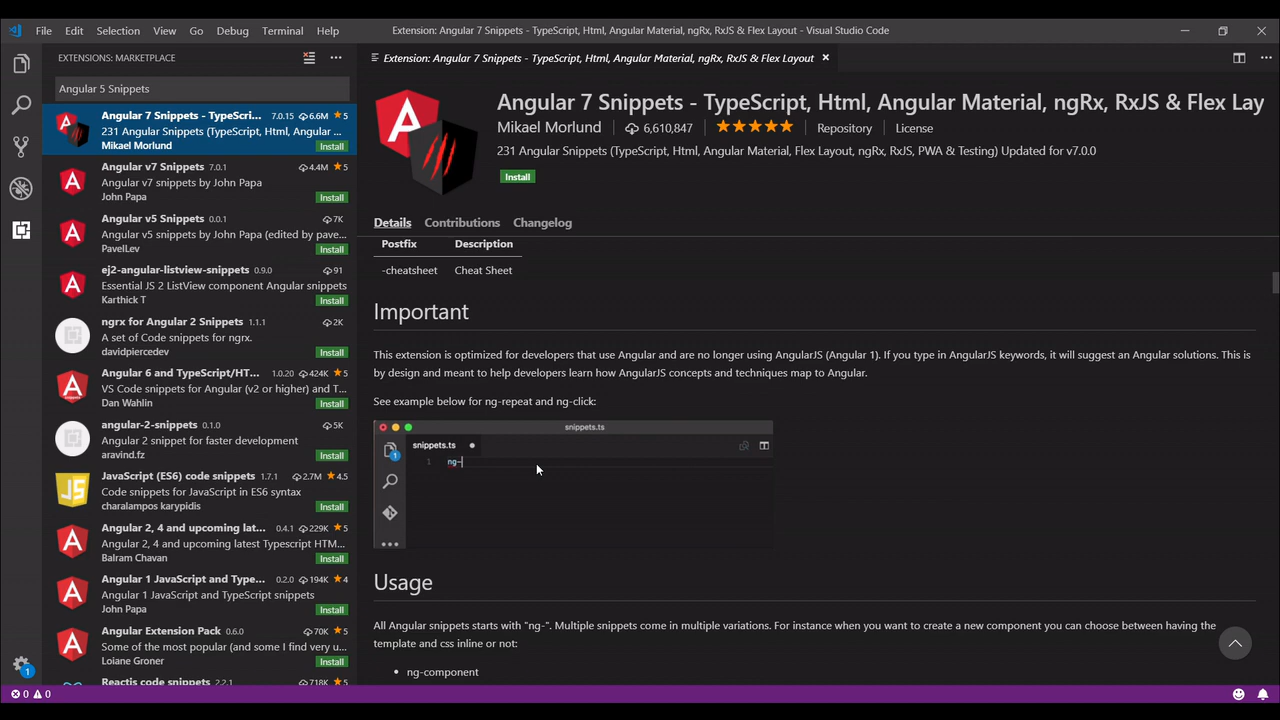 File Edit Selection View Go Debug Terminal Help
Extension: Angular 7 Snippets - TypeScript, Html, Angular Material, ngRx, RxJS & Flex Layout - Visual Studio Code
EXTENSIONS: MARKETPLACE
Angular 5 Snippets
Angular 7 Snippets - TypeScri... 7.0.15 6.6M 5
231 Angular Snippets (TypeScript, Html, Angular ...
Mikael Morlund Install
Angular v7 Snippets 7.0.1 4.4M 5
Angular v7 snippets by John Papa
John Papa Install
Angular v5 Snippets 0.0.1 7K
Angular v5 snippets by John Papa (edited by pave...
PavelLev Install
ej2-angular-listview-snippets 0.9.0 91
Essential JS 2 ListView component Angular snippets
Karthick T Install
ngrx for Angular 2 Snippets 1.1.1 2K
A set of Code snippets for ngrx.
davidpiercedev Install
Angular 6 and TypeScript/HT... 1.0.20 424K 5
VS Code snippets for Angular (v2 or higher) and T...
Dan Wahlin Install
angular-2-snippets 0.1.0 5K
Angular 2 snippet for faster development
aravind.fz Install
JavaScript (ES6) code snippets 1.7.1 2.7M 4.5
Code snippets for JavaScript in ES6 syntax
charalampos karypidis Install
Angular 2, 4 and upcoming lat... 0.4.1 229K 5
Angular 2, 4 and upcoming latest Typescript HTM...
Balram Chavan Install
Angular 1 JavaScript and Type... 0.2.0 194K 4
Angular 1 JavaScript and TypeScript snippets
John Papa Install
Angular Extension Pack 0.6.0 70K 5
Some of the most popular (and some I find very u...
Loiane Groner Install
Reactjs code snippets 2.2.1 718K 5
Extension: Angular 7 Snippets - TypeScript, Html, Angular Material, ngRx, RxJS & Flex Layout
Angular 7 Snippets - TypeScript, Html, Angular Material, ngRx, RxJS & Flex Lay
Mikael Morlund 6,610,847 Repository License
231 Angular Snippets (TypeScript, Html, Angular Material, Flex Layout, ngRx, RxJS, PWA & Testing) Updated for v7.0.0
Install
Details Contributions Changelog
Postfix Description
-cheatsheet Cheat Sheet
Important
This extension is optimized for developers that use Angular and are no longer using AngularJS (Angular 1). If you type in AngularJS keywords, it will suggest an Angular solutions. This is
by design and meant to help developers learn how AngularJS concepts and techniques map to Angular.
See example below for ng-repeat and ng-click:
snippets.ts
snippets.ts
1
1 ng-
Usage
All Angular snippets starts with "ng-". Multiple snippets come in multiple variations. For instance when you want to create a new component you can choose between having the
template and css inline or not:
• ng-component
1
0 0